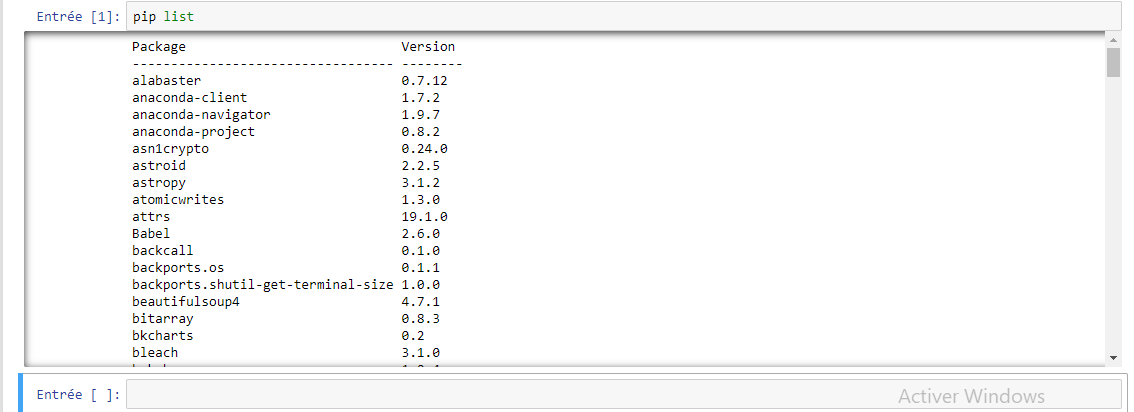 Entrée [1]: pip list
Package Version
---------------------------------- --------
alabaster 0.7.12
anaconda-client 1.7.2
anaconda-navigator 1.9.7
anaconda-project 0.8.2
asn1crypto 0.24.0
astroid 2.2.5
astropy 3.1.2
atomicwrites 1.3.0
attrs 19.1.0
Babel 2.6.0
backcall 0.1.0
backports.os 0.1.1
backports.shutil-get-terminal-size 1.0.0
beautifulsoup4 4.7.1
bitarray 0.8.3
bkcharts 0.2
bleach 3.1.0
Entrée [ ]:
Activer Windows